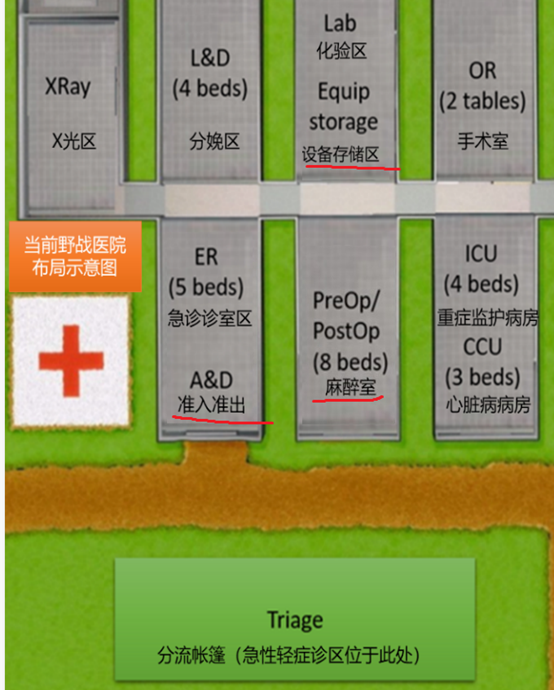 XRay
X光区
L&D
(4 beds)
分娩区
Lab
化验区
Equip
storage
设备存储区
OR
(2 tables)
手术室
当前野战医院
布局示意图
ER
(5 beds)
急诊诊室区
A&D
准入准出
PreOp/
PostOp
(8 beds)
麻醉室
ICU
(4 beds)
重症监护病房
CCU
(3 beds)
心脏病病房
Triage
分流帐篷（急性轻症诊区位于此处）